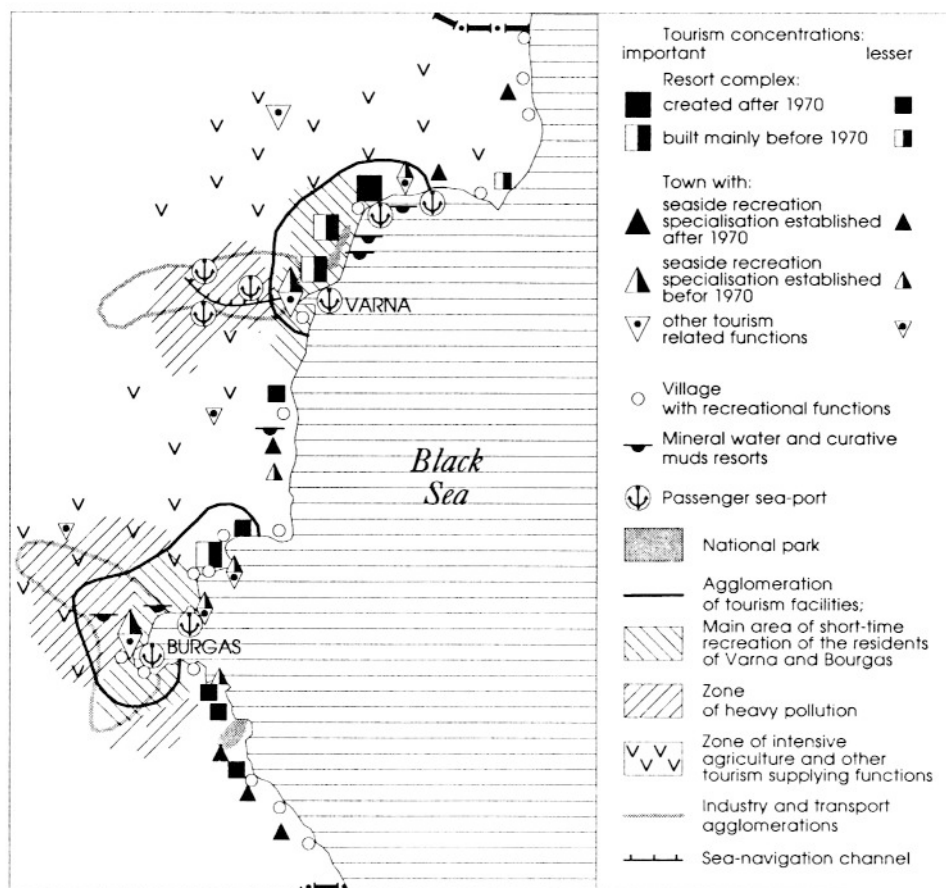 VARNA
Black
Sea
BURGAS
Tourism concentrations:
important lesser
Resort complex:
created after 1970
built mainly before 1970
Town with:
seaside recreation
specialisation established
after 1970
seaside recreation
specialisation established
befor 1970
other tourism
related functions
Village
with recreational functions
Mineral water and curative
muds resorts
Passenger sea-port
National park
Agglomeration
of tourism facilities;
Main area of short-time
recreation of the residents
of Varna and Bourgas
Zone
of heavy pollution
Zone of intensive
agriculture and other
tourism supplying functions
Industry and transport
agglomerations
Sea-navigation channel